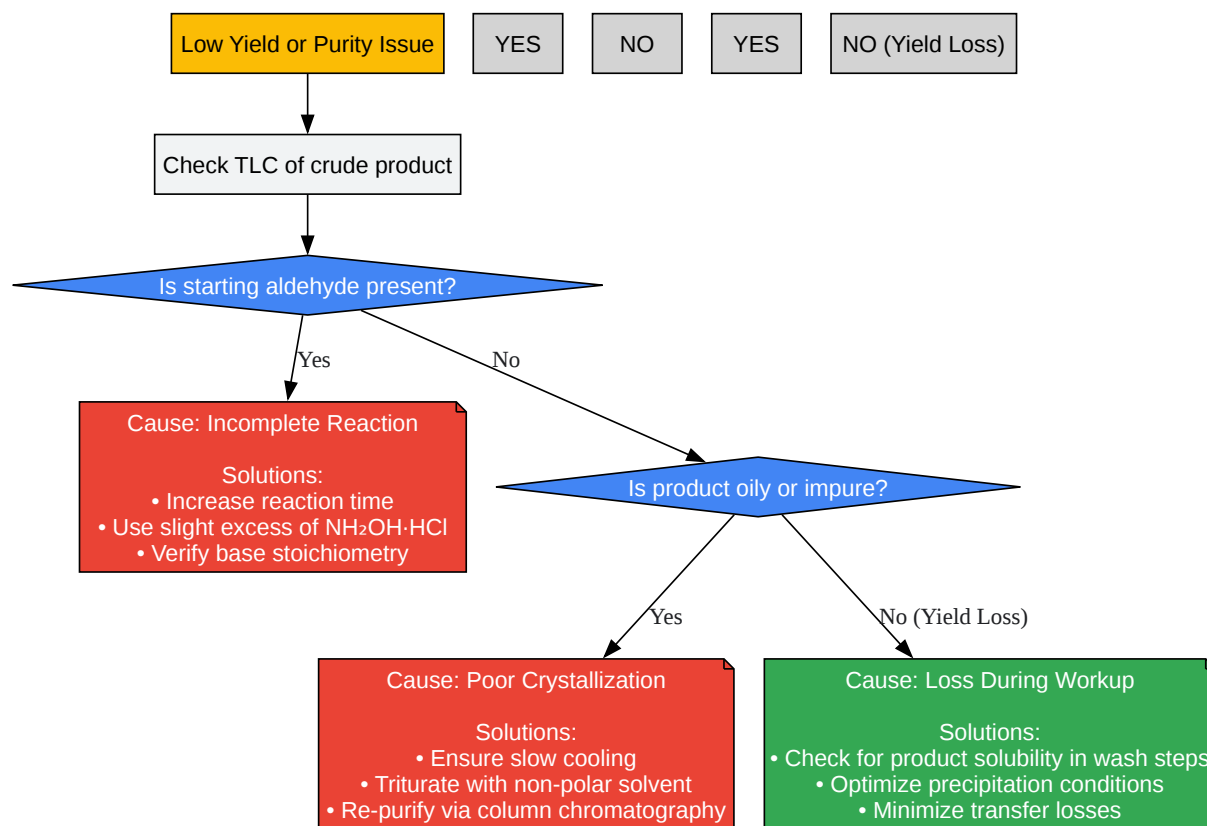 Low Yield or Purity Issue
YES
NO
YES
NO (Yield Loss)
Check TLC of crude product
Is starting aldehyde present?
Yes
No
Cause: Incomplete Reaction
Solutions:
• Increase reaction time
• Use slight excess of NH₂OH·HCl
• Verify base stoichiometry
Is product oily or impure?
Yes
No (Yield Loss)
Cause: Poor Crystallization
Solutions:
• Ensure slow cooling
• Triturate with non-polar solvent
• Re-purify via column chromatography
Cause: Loss During Workup
Solutions:
• Check for product solubility in wash steps
• Optimize precipitation conditions
• Minimize transfer losses